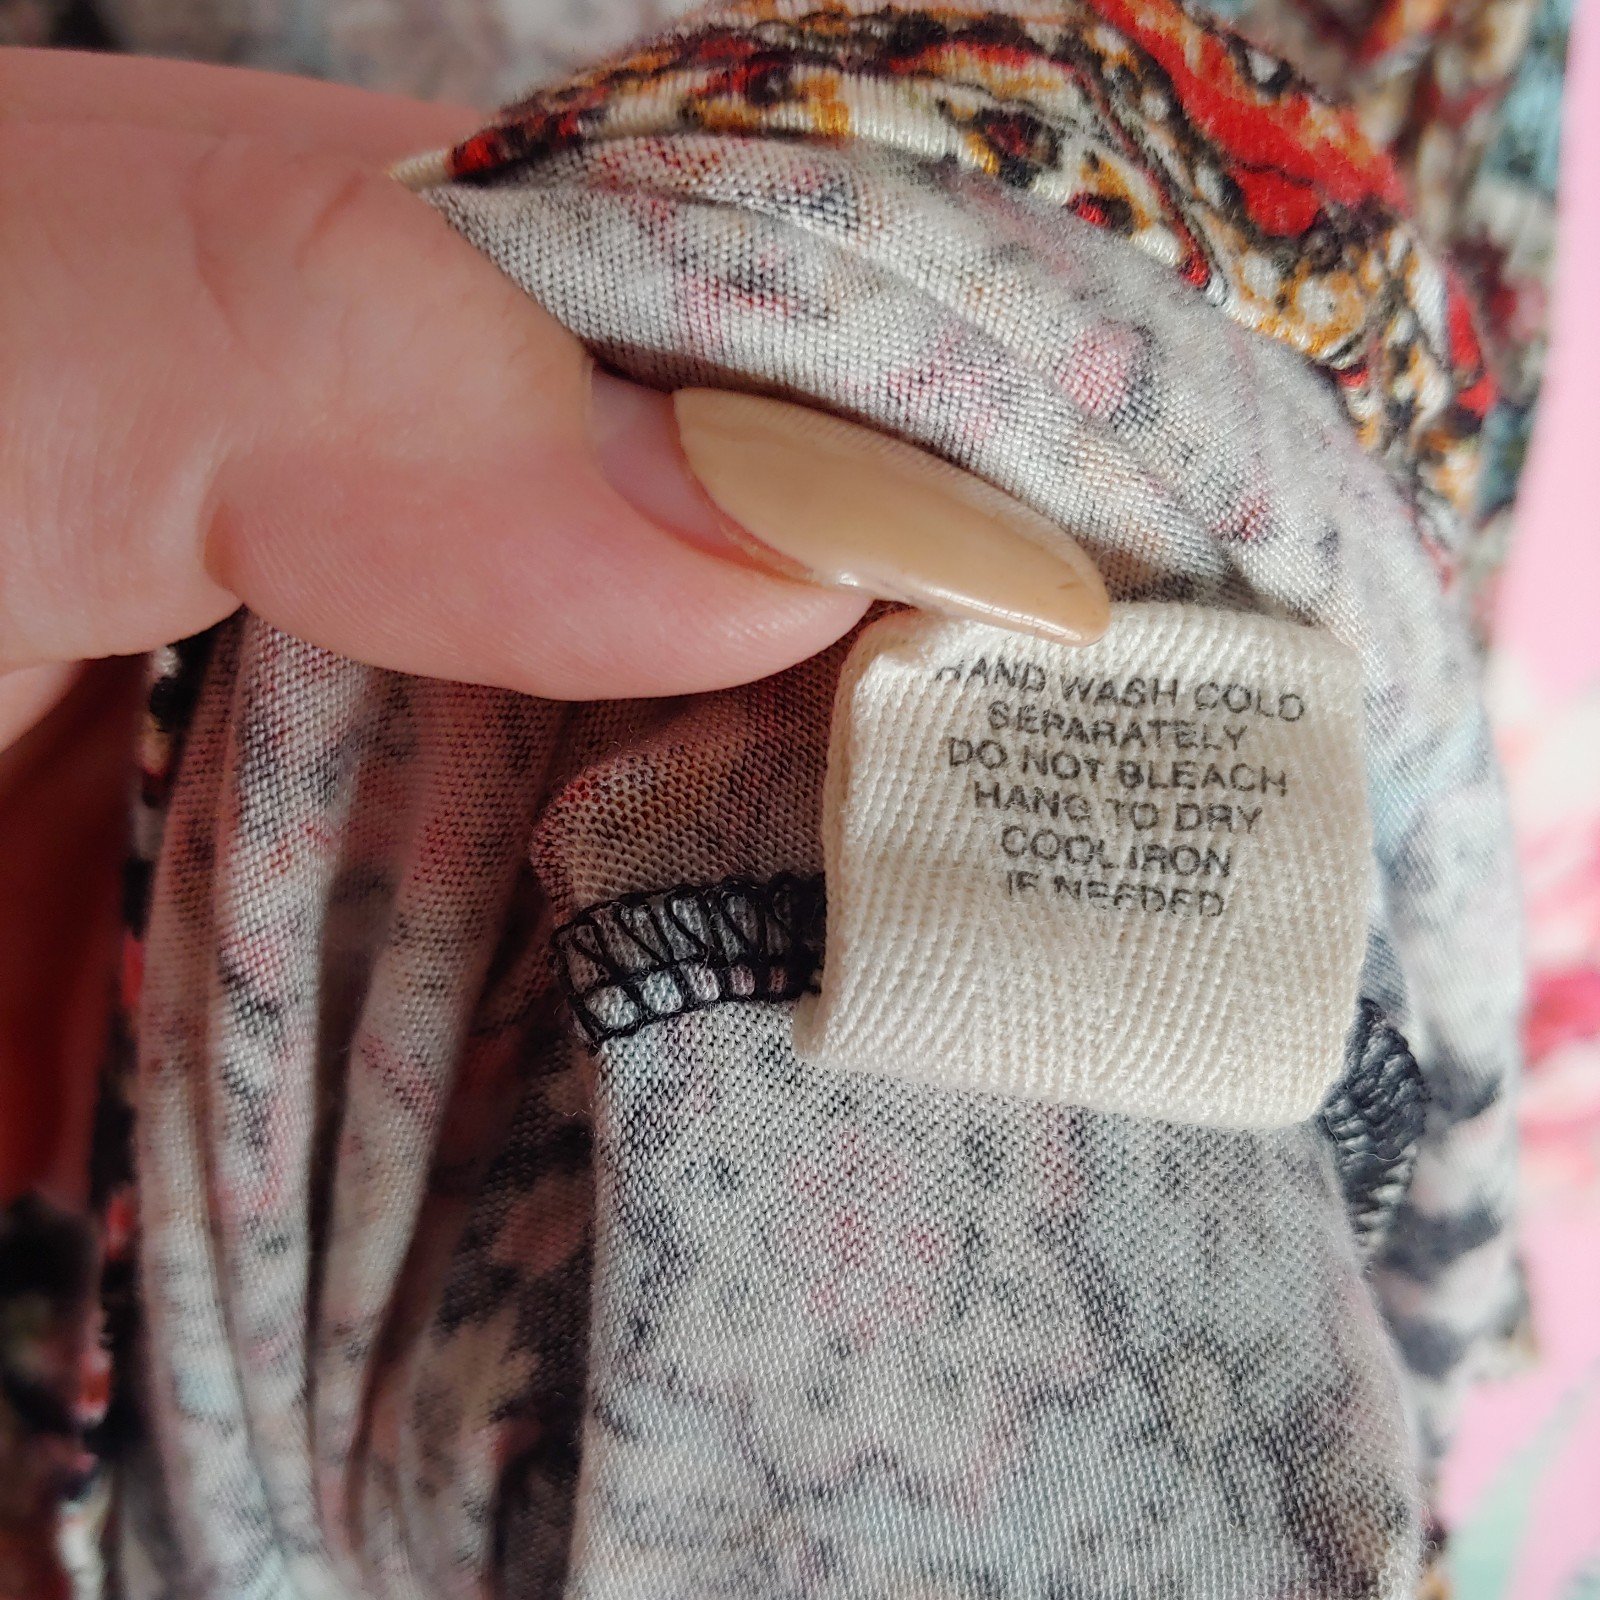 HAND WASH COLD
SEPARATELY
DO NOT BLEACH
HANG TO DRY
COOL IRON
IF NEEDED